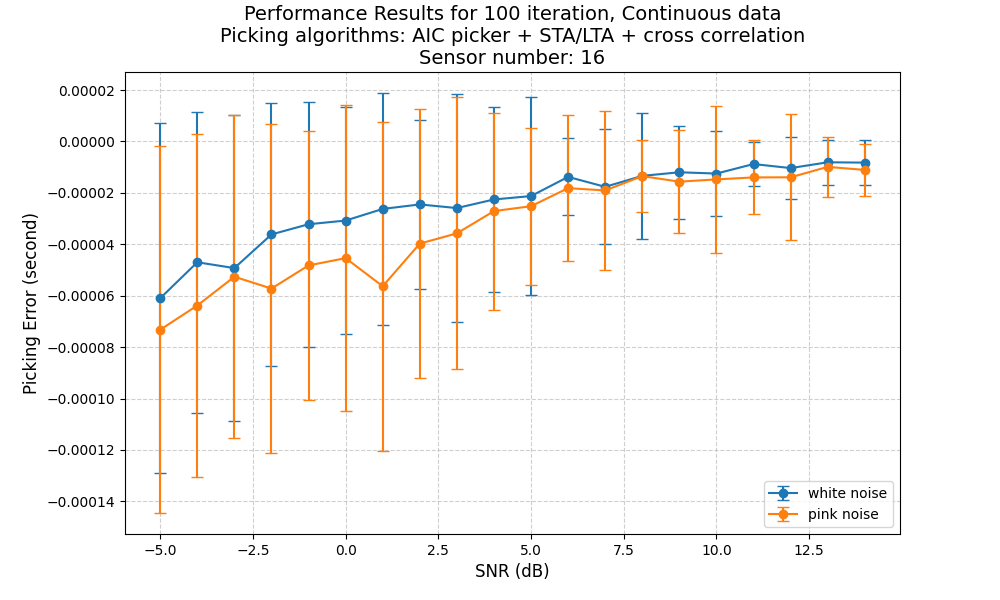 Performance Results for 100 iteration, Continuous data
Picking algorithms: AIC picker + STA/LTA + cross correlation
Sensor number: 16
Picking Error (second)
0.00002
0.00000
−0.00002
−0.00004
−0.00006
−0.00008
−0.00010
−0.00012
−0.00014
white noise
pink noise
−5.0 −2.5 0.0 2.5 5.0 7.5 10.0 12.5
SNR (dB)